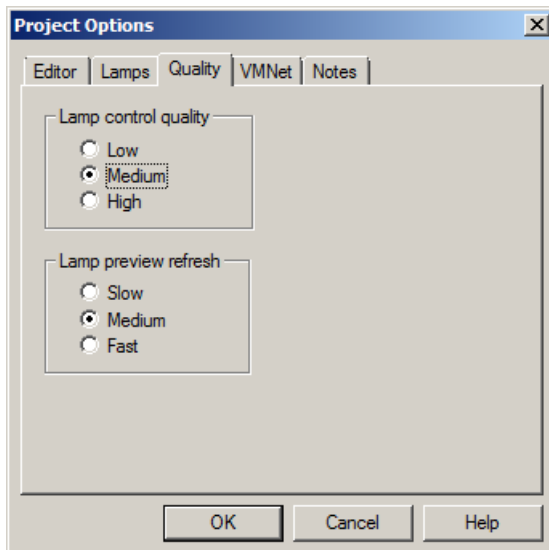 Project Options
Editor Lamps Quality VMNet Notes
Lamp control quality
Low
Medium
High
Lamp preview refresh
Slow
Medium
Fast
OK Cancel Help